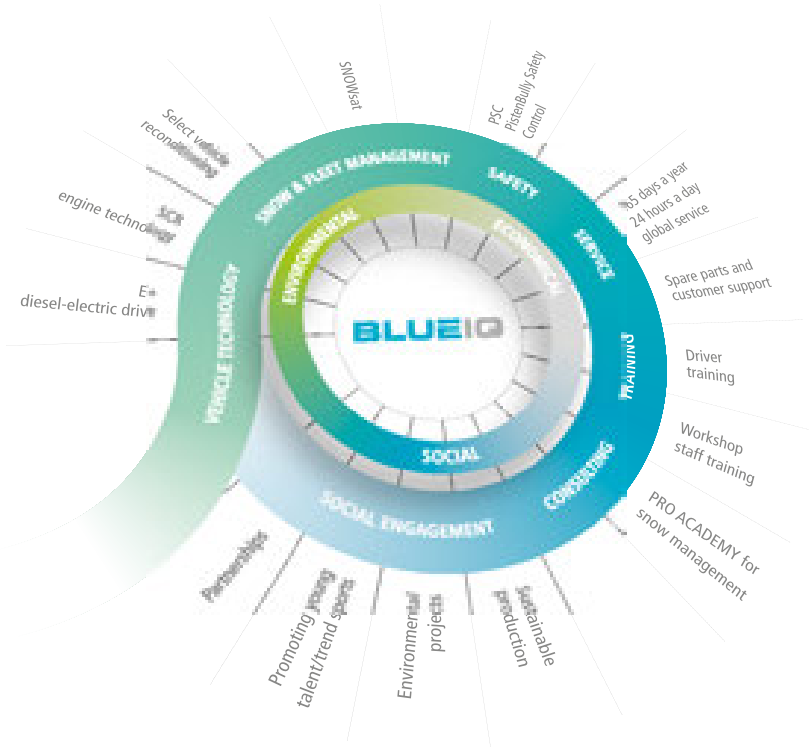 SNOWsat
PSC
PistenBully Safety
Control
65 days a year
24 hours a day
global service
Spare parts and
customer support
Driver
training
Workshop
staff training
PRO ACADEMY for
snow management
Sustainable
production
Environmental
projects
Promoting young
talent/trend sports
Partnerships
E+
diesel-electric drive
SCR
engine technology
Select vehicle
reconditioning
VEHICLE TECHNOLOGY
SNOW & FLEET MANAGEMENT
SAFETY
SERVICE
TRAINING
CONSULTING
SOCIAL ENGAGEMENT
ENVIRONMENTAL
ECONOMICAL
SOCIAL
BLUEIQ